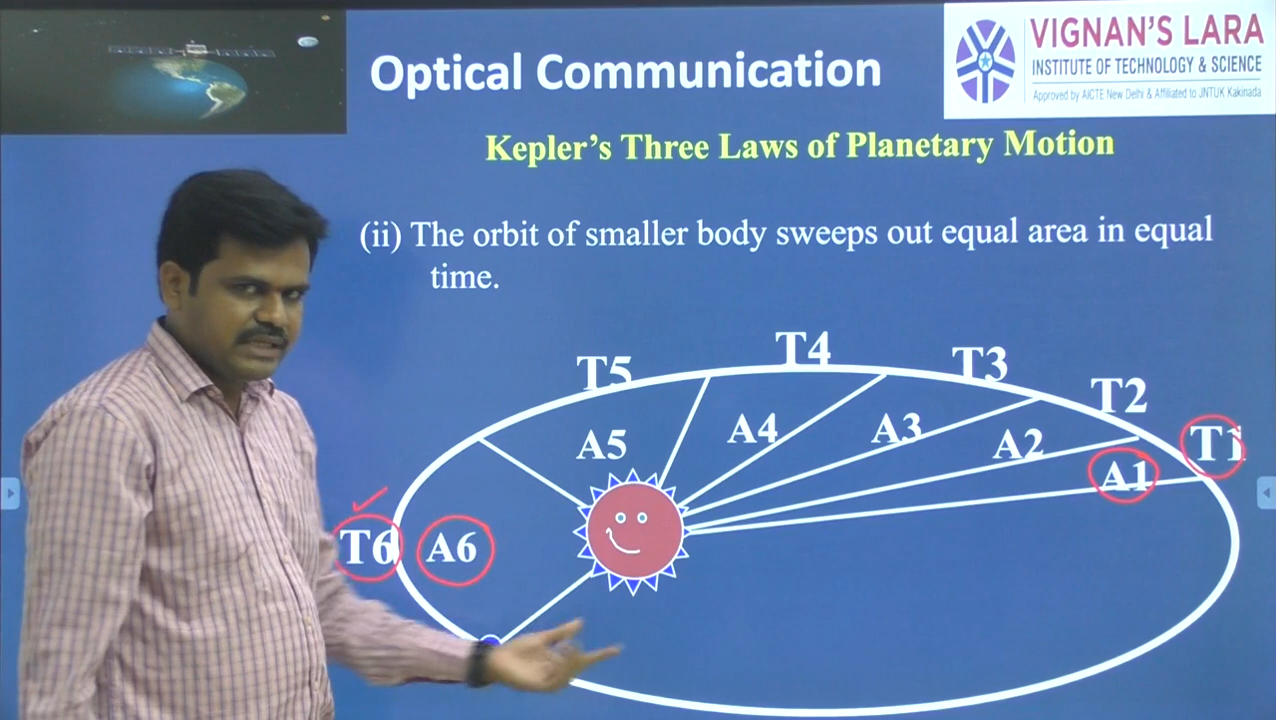 Optical Communication
VIGNAN'S LARA
INSTITUTE OF TECHNOLOGY & SCIENCE
Approved by AICTE New Delhi & Affiliated to JNTUK Kakinada
Kepler's Three Laws of Planetary Motion
(ii) The orbit of smaller body sweeps out equal area in equal
time.
T5
T4
T3
T2
T1
A5
A4
A3
A2
A1
T6
A6